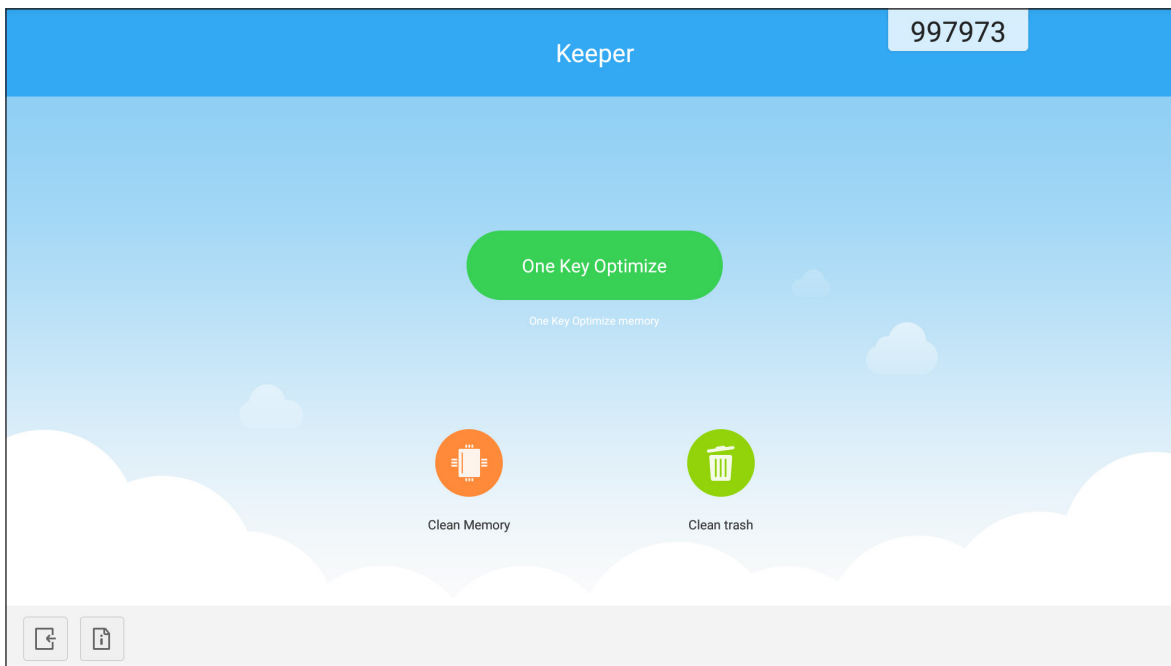 997973
Keeper
One Key Optimize
One Key Optimize memory
Clean Memory
Clean trash